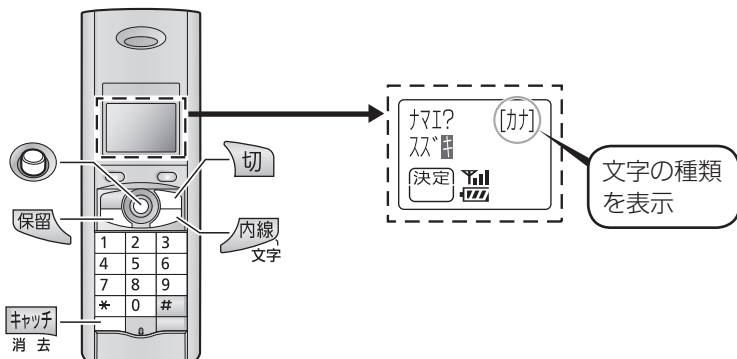 ナマエ? [カナ]
スズキ
決定
文字の種類
を表示
切
保留
内線
文字
1 2 3
4 5 6
7 8 9
* 0 #
キャッチ
消去